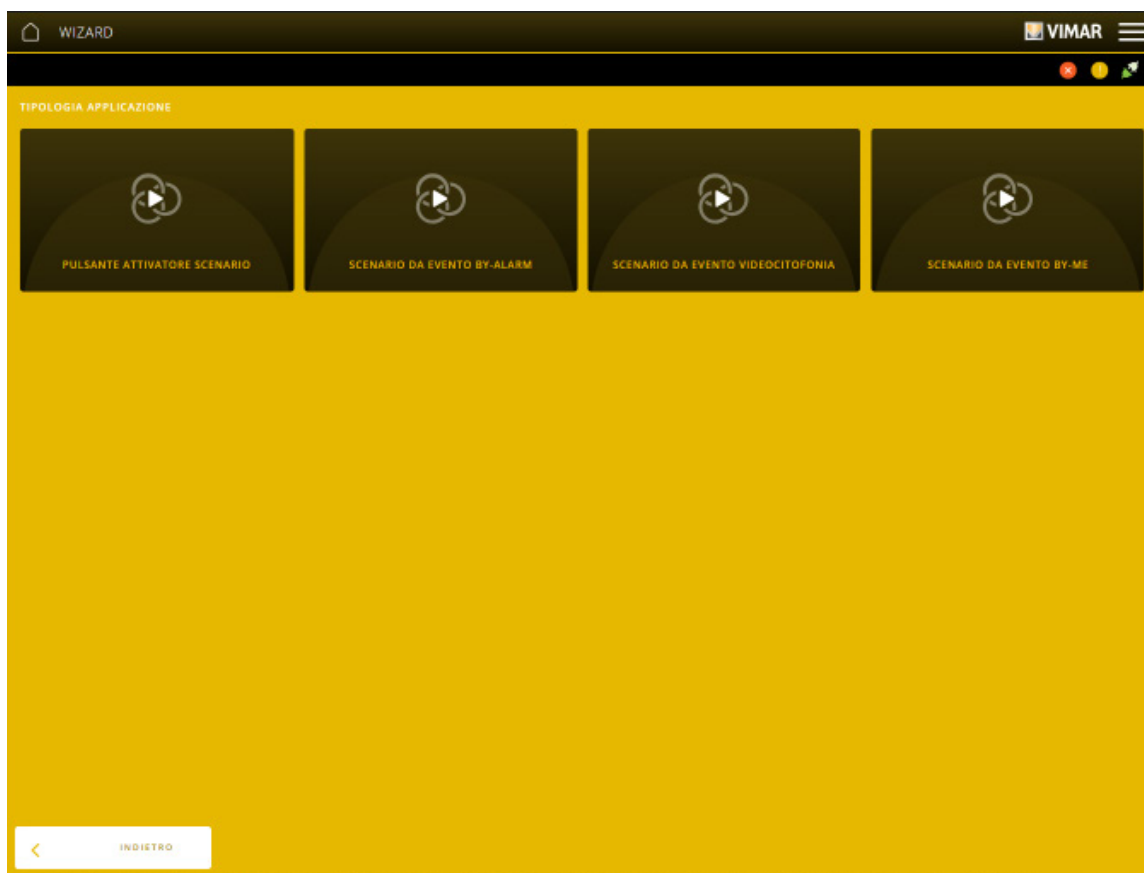 WIZARD
VIMAR
TIPOLOGIA APPLICAZIONE
PULSANTE ATTIVATORE SCENARIO
SCENARIO DA EVENTO BY-ALARM
SCENARIO DA EVENTO VIDEOCITOFONIA
SCENARIO DA EVENTO BY-ME
INDIETRO